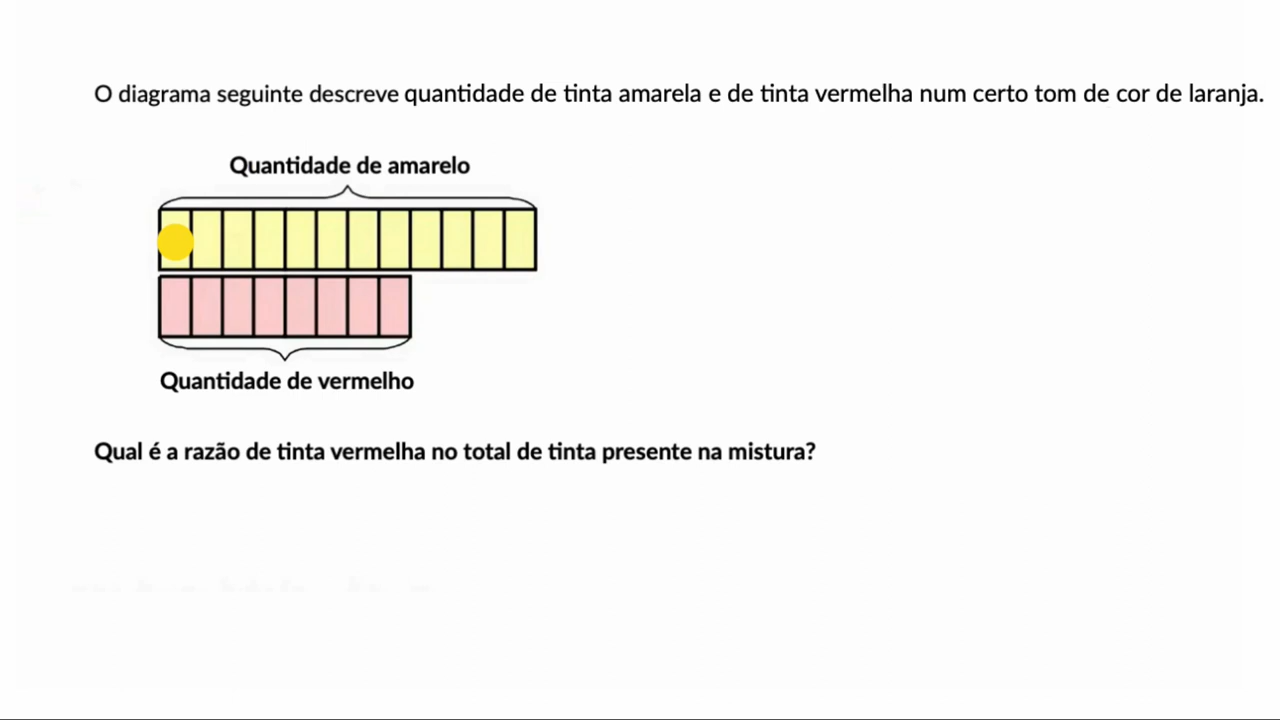 O diagrama seguinte descreve quantidade de tinta amarela e de tinta vermelha num certo tom de cor de laranja.
Quantidade de amarelo
Quantidade de vermelho
Qual é a razão de tinta vermelha no total de tinta presente na mistura?